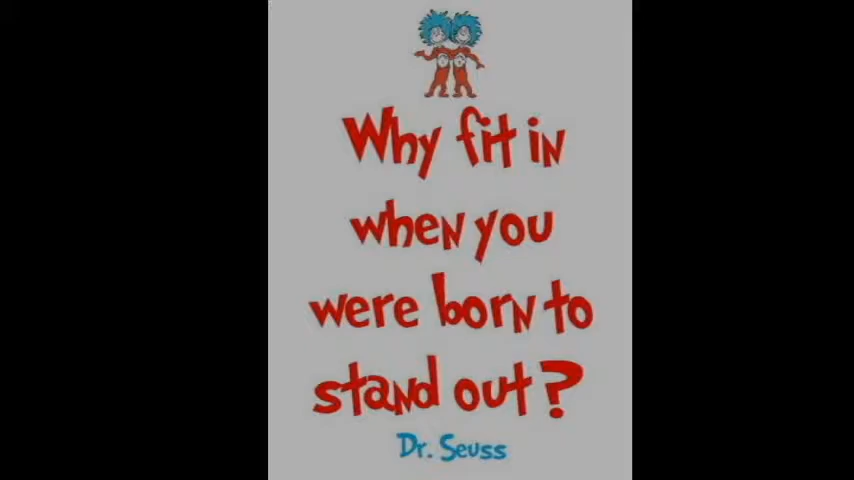 Why fit in
when you
were born to
stand out?
Dr. Seuss